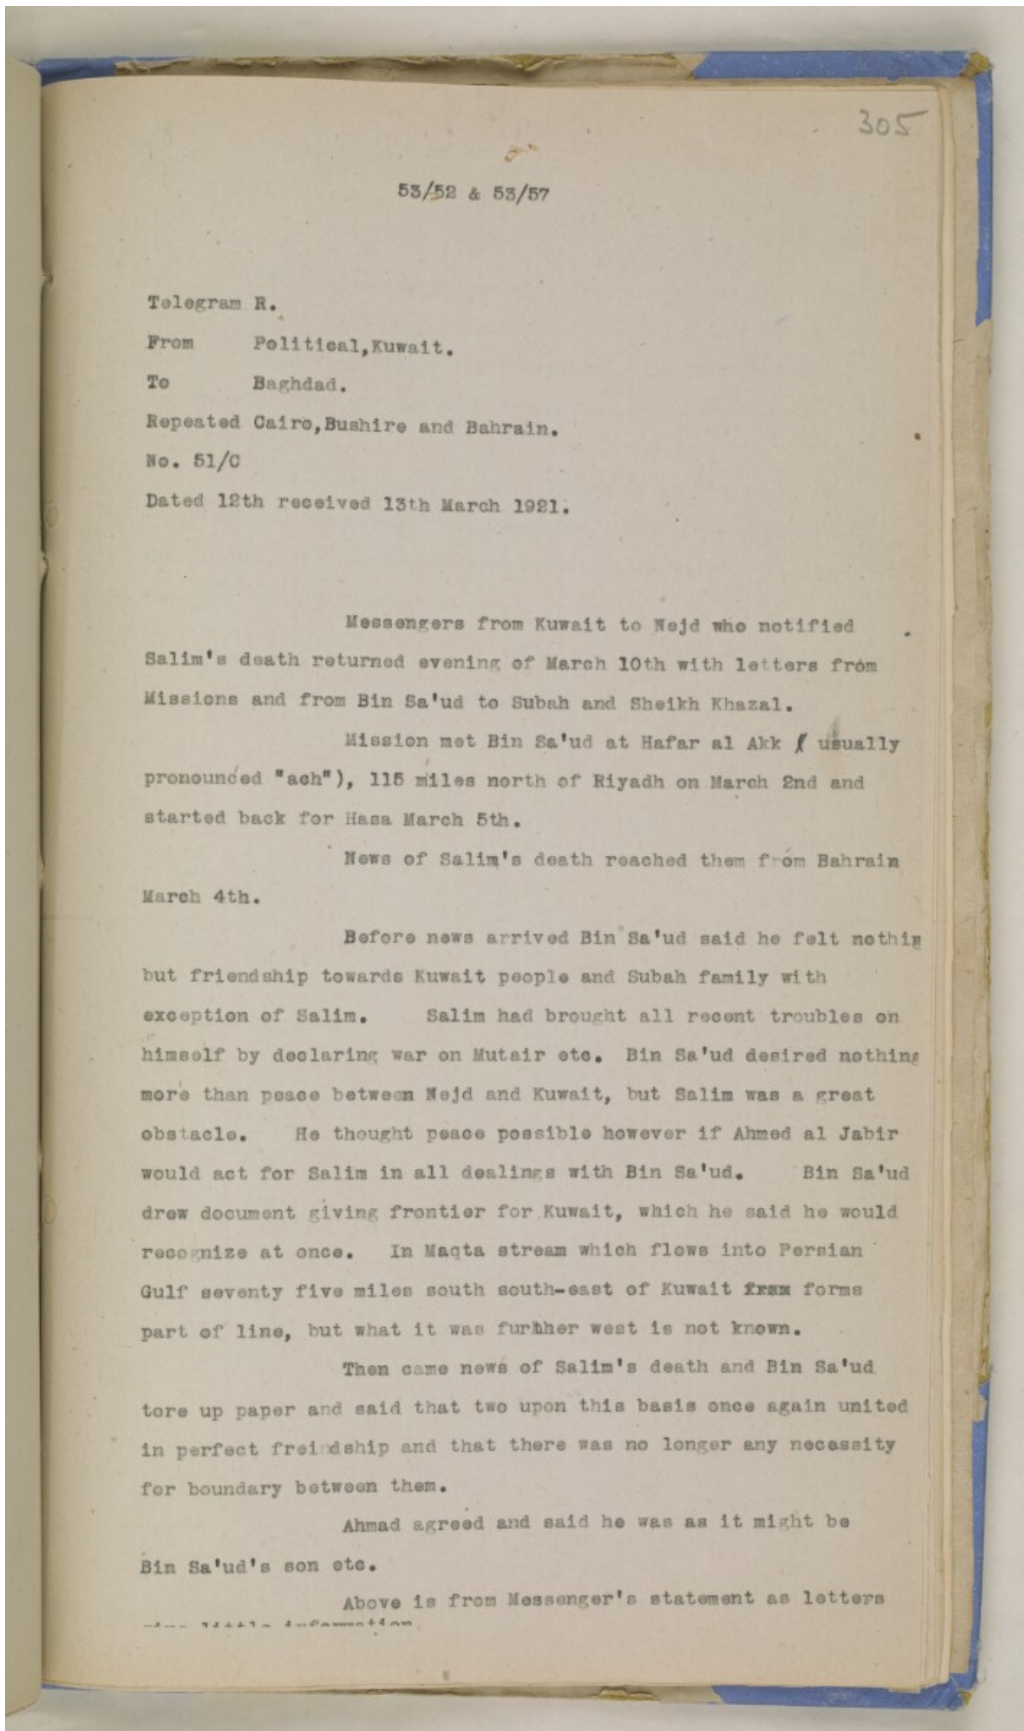 305
53/52 & 53/57
Telegram R.
From Political,Kuwait.
To Baghdad.
Repeated Cairo,Bushire and Bahrain.
No. 51/C
Dated 12th received 13th March 1921.
Messengers from Kuwait to Nejd who notified
Salim's death returned evening of March 10th with letters from
Missions and from Bin Sa'ud to Subah and Sheikh Khazal.
Mission met Bin Sa'ud at Hafar al Akk ( usually
pronounced "ach"), 115 miles north of Riyadh on March 2nd and
started back for Hasa March 5th.
News of Salim's death reached them from Bahrain
March 4th.
Before news arrived Bin Sa'ud said he felt nothin
but friendship towards Kuwait people and Subah family with
exception of Salim. Salim had brought all recent troubles on
himself by declaring war on Mutair etc. Bin Sa'ud desired nothing
more than peace between Nejd and Kuwait, but Salim was a great
obstacle. He thought peace possible however if Ahmed al Jabir
would act for Salim in all dealings with Bin Sa'ud. Bin Sa'ud
drew document giving frontier for Kuwait, which he said he would
recognize at once. In Maqta stream which flows into Persian
Gulf seventy five miles south south-east of Kuwait forms
part of line, but what it was furhher west is not known.
Then came news of Salim's death and Bin Sa'ud
tore up paper and said that two upon this basis once again united
in perfect freindship and that there was no longer any necessity
for boundary between them.
Ahmad agreed and said he was as it might be
Bin Sa'ud's son etc.
Above is from Messenger's statement as letters
give little information.